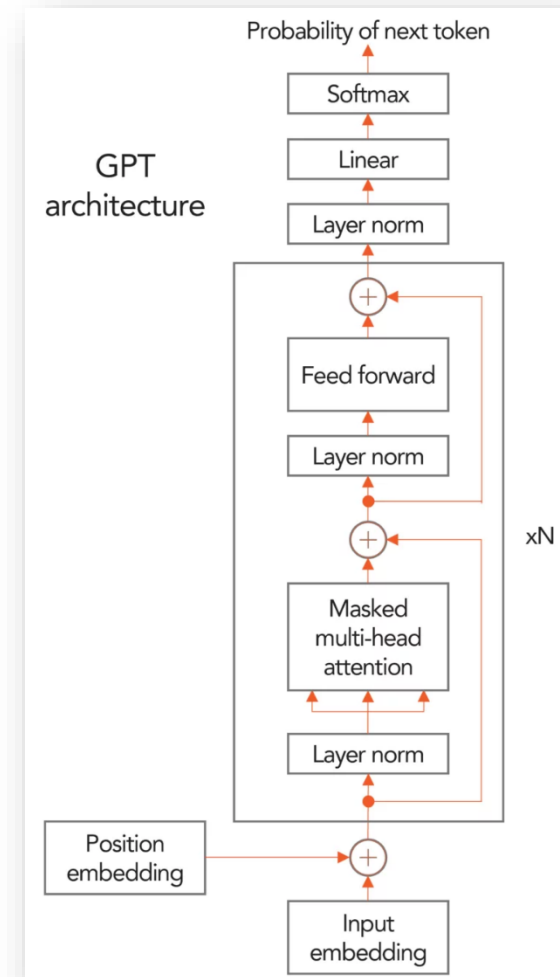 Probability of next token
Softmax
GPT
architecture
Linear
Layer norm
Feed forward
Layer norm
xN
Masked
multi-head
attention
Layer norm
Position
embedding
Input
embedding